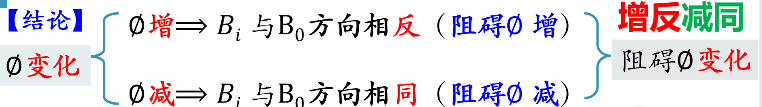 【结论】
∅增⟹ Bᵢ 与B₀方向相反（阻碍∅ 增）
增反减同
∅变化
阻碍∅变化
∅减⟹ Bᵢ 与B₀方向相同（阻碍∅ 减）